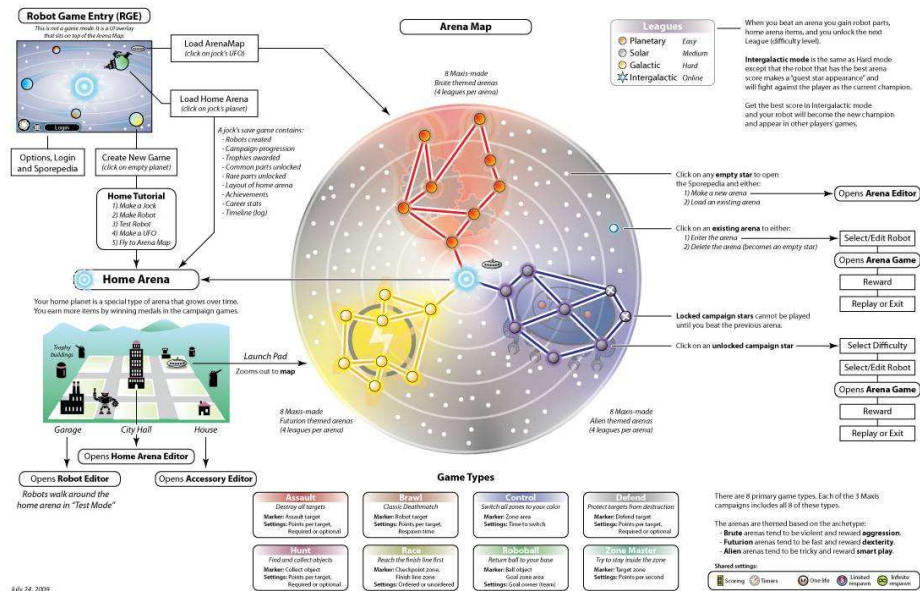 Robot Game Entry (RGE)
This is not a game mode. It is a UI overlay
that sits on top of the Arena Map.
Login
Load ArenaMap
(click on jock's UFO)
Load Home Arena
(click on jock's planet)
Options, Login
and Sporepedia
Create New Game
(click on empty planet)
Home Tutorial
1) Make a Jock
2) Make Robot
3) Test Robot
4) Make a UFO
5) Fly to Arena Map
A jock's save game contains:
- Robots created
- Campaign progression
- Trophies awarded
- Common parts unlocked
- Rare parts unlocked
- Layout of home arena
- Achievements
- Career stats
- Timeline (log)
Home Arena
Your home planet is a special type of arena that grows over time.
You earn more items by winning medals in the campaign games.
Trophy
buildings
Launch Pad
Zooms out to map
Garage
City Hall
House
Opens Home Arena Editor
Opens Robot Editor
Opens Accessory Editor
Robots walk around the
home arena in "Test Mode"
July 24, 2009
Arena Map
8 Maxis-made
Brute themed arenas
(4 leagues per arena)
8 Maxis-made
Futurion themed arenas
(4 leagues per arena)
8 Maxis-made
Alien themed arenas
(4 leagues per arena)
Leagues
Planetary Easy
Solar Medium
Galactic Hard
Intergalactic Online
When you beat an arena you gain robot parts,
home arena items, and you unlock the next
League (difficulty level).
Intergalactic mode is the same as Hard mode
except that the robot that has the best arena
score makes a "guest star appearance" and
will fight against the player as the current champion.
Get the best score in Intergalactic mode
and your robot will become the new champion
and appear in other players' games.
Click on any empty star to open
the Sporepedia and either:
1) Make a new arena
2) Load an existing arena
Opens Arena Editor
Click on an existing arena to either:
1) Enter the arena
2) Delete the arena (becomes an empty star)
Select/Edit Robot
Opens Arena Game
Reward
Replay or Exit
Locked campaign stars cannot be played
until you beat the previous arena.
Click on an unlocked campaign star
Select Difficulty
Select/Edit Robot
Opens Arena Game
Reward
Replay or Exit
Game Types
Assault
Destroy all targets
Marker: Assault target
Settings: Points per target,
Required or optional
Brawl
Classic Deathmatch
Marker: Robot target
Settings: Points per target,
Respawn time
Control
Switch all zones to your color
Marker: Zone area
Settings: Time to switch
Defend
Protect targets from destruction
Marker: Defend target
Settings: Points per target,
Required or optional
Hunt
Find and collect objects
Marker: Collect object
Settings: Points per target,
Required or optional
Race
Reach the finish line first
Marker: Checkpoint zone,
Finish line zone
Settings: Ordered or unordered
Roboball
Return ball to your base
Marker: Ball object
Goal zone area
Settings: Goal owner (team)
Zone Master
Try to stay inside the zone
Marker: Target zone
Settings: Points per second
There are 8 primary game types. Each of the 3 Maxis
campaigns includes all 8 of these types.
The arenas are themed based on the archetype:
- Brute arenas tend to be violent and reward aggression.
- Futurion arenas tend to be fast and reward dexterity.
- Alien arenas tend to be tricky and reward smart play.
Shared settings:
Scoring
Timers
One life
Limited
respawn
Infinite
respawn